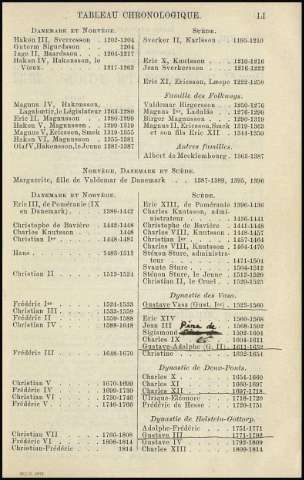 TABLEAU CHRONOLOGIQUE. LI
DANEMARK ET NORVÈGE.
Hakon III, Sverresson . 1202-1204
Guterm Sigurdsson 1204
Inge II, Baardsson . . 1204-1217
Hakon IV, Hakonsson, le
Vieux. . . 1217-1263
Magnus IV, Hakonsson,
Lagabœtir, le Législateur 1263-1280
Eric II, Magnusson . . 1280-1299
Hakon V, Magnusson . . 1299-1319
Magnus V, Ericsson, Smek 1319-1355
Hakon VI, Magnusson . . 1355-1381
Olaf V, Hakonsson, le Jeune 1381-1387
SUÈDE.
Sverker II, Karlsson . . 1195-1210
Eric X, Knutsson . . 1210-1216
Jean Sverkersson . . 1216-1222
Eric XI, Ericsson, Læspe 1222-1250
Famille des Folkungs.
Valdemar Birgersson . . 1250-1276
Magnus Ier, Ladulås . . 1276-1290
Birger Magnusson . . 1290-1319
Magnus II, Ericsson, Smek 1319-1363
et son fils Eric XII . . 1344-1359
Autres familles.
Albert de Mecklembourg . 1363-1387
NORVÈGE, DANEMARK ET SUÈDE.
Marguerite, fille de Valdemar de Danemark . . 1387-1389, 1395, 1396
DANEMARK ET NORVÈGE.
Eric III, de Poméranie (IX
en Danemark) . . . 1389-1442
Christophe de Bavière . . 1442-1448
Charles Knutsson . . 1448
Christian Ier . . . 1448-1481
Hans . . . 1483-1513
Christian II . . . 1513-1524
Frédéric Ier . . . 1524-1533
Christian III . . . 1533-1559
Frédéric II . . . 1559-1588
Christian IV . . . 1588-1648
Frédéric III . . . 1648-1670
Christian V . . . 1670-1699
Frédéric IV . . . 1699-1730
Christian VI . . . 1730-1746
Frédéric V . . . 1746-1766
Christian VII . . . 1766-1808
Frédéric VI . . . 1808-1814
Christian-Frédéric . . . 1814
SUÈDE.
Eric XIII, de Poméranie 1396-1436
Charles Knutsson, admi-
nistrateur . . . 1436-1441
Christophe de Bavière . . 1441-1448
Charles VIII, Knutsson . 1448-1457
Christian Ier . . . 1457-1464
Charles VIII, Knutsson . 1464-1470
Sténon Sture, administra-
teur . . . 1471-1504
Svante Sture . . . 1504-1512
Sténon Sture, le Jeune . 1512-1520
Christian II, le Cruel . . 1520-1523
Dynastie des Vasa.
Gustave Vasa (Gust. Ier) . 1523-1560
Eric XIV . . . 1560-1568
Jean III 1568-1592
Sigismond 1592-1604
Charles IX . . . 1604-1611
Gustave-Adolphe (G. II) . 1611-1632
Christine . . . 1632-1654
Dynastie de Deux-Ponts.
Charles X . . . 1654-1660
Charles XI . . . 1660-1697
Charles XII . . . 1697-1718
Ulrique-Éléonore . . . 1718-1720
Frédéric de Hesse . . . 1720-1751
Dynastie de Holstein-Gottorp.
Adolphe-Frédéric . . . 1751-1771
Gustave III . . . 1771-1792
Gustave IV . . . 1792-1809
Charles XIII . . . 1809-1814